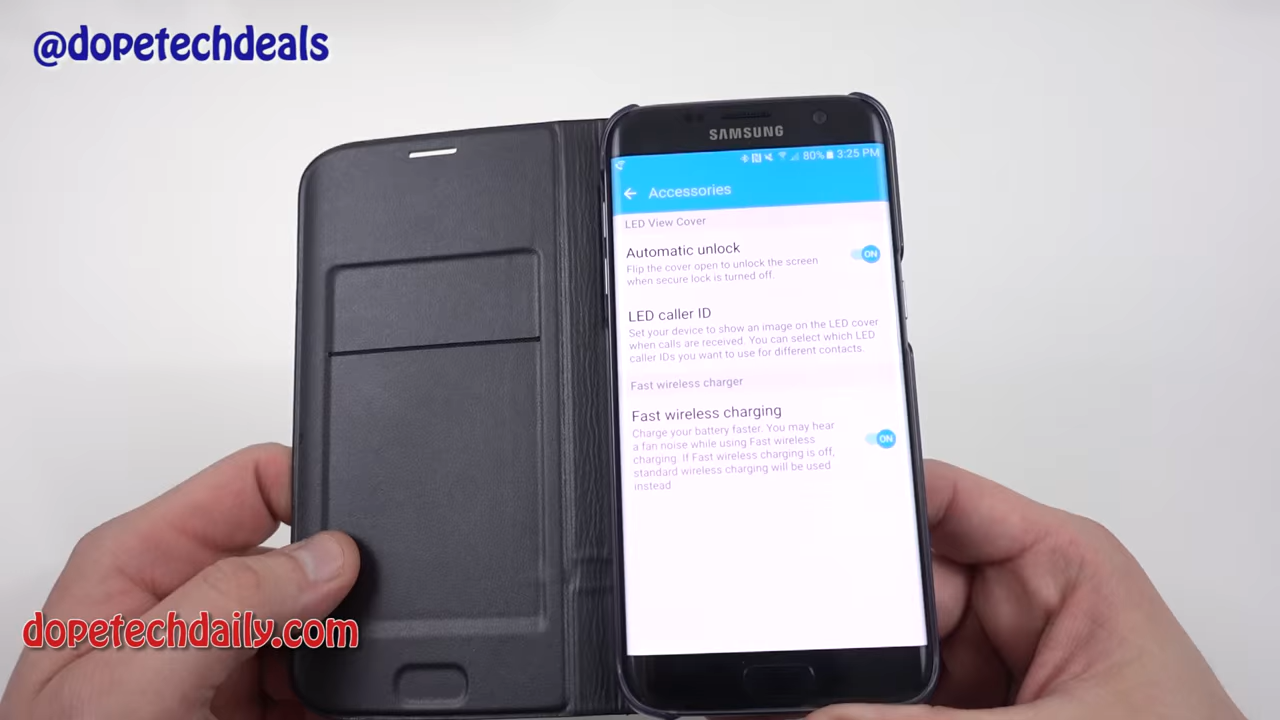 @dopetechdeals
SAMSUNG
80% 3:25 PM
Accessories
LED View Cover
Automatic unlock
ON
Flip the cover open to unlock the screen
when secure lock is turned off.
LED caller ID
Set your device to show an image on the LED cover
when calls are received. You can select which LED
caller IDs you want to use for different contacts.
Fast wireless charger
Fast wireless charging
Charge your battery faster. You may hear
a fan noise while using Fast wireless
ON
charging. If Fast wireless charging is off,
standard wireless charging will be used
instead
dopetechdaily.com